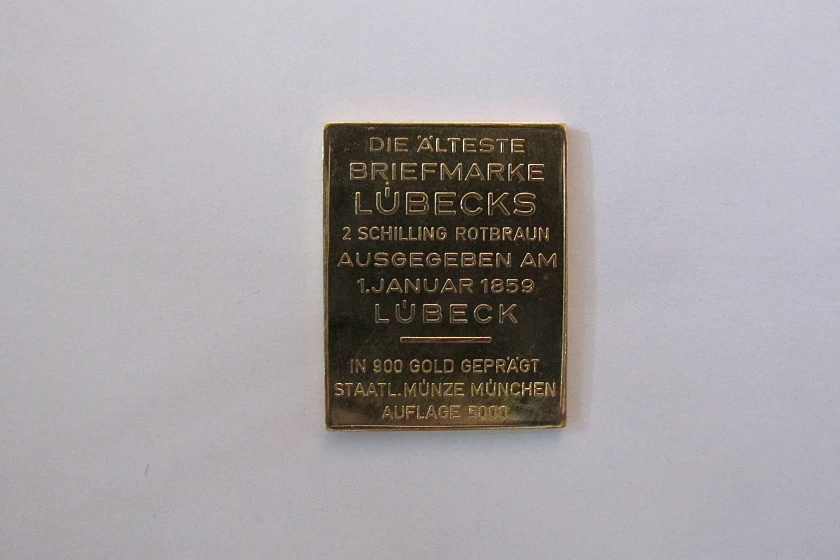 DIE ÄLTESTE
BRIEFMARKE
LÜBECKS
2 SCHILLING ROTBRAUN
AUSGEGEBEN AM
1.JANUAR 1859
LÜBECK
IN 900 GOLD GEPRÄGT
STAATL.MÜNZE MÜNCHEN
AUFLAGE 5000